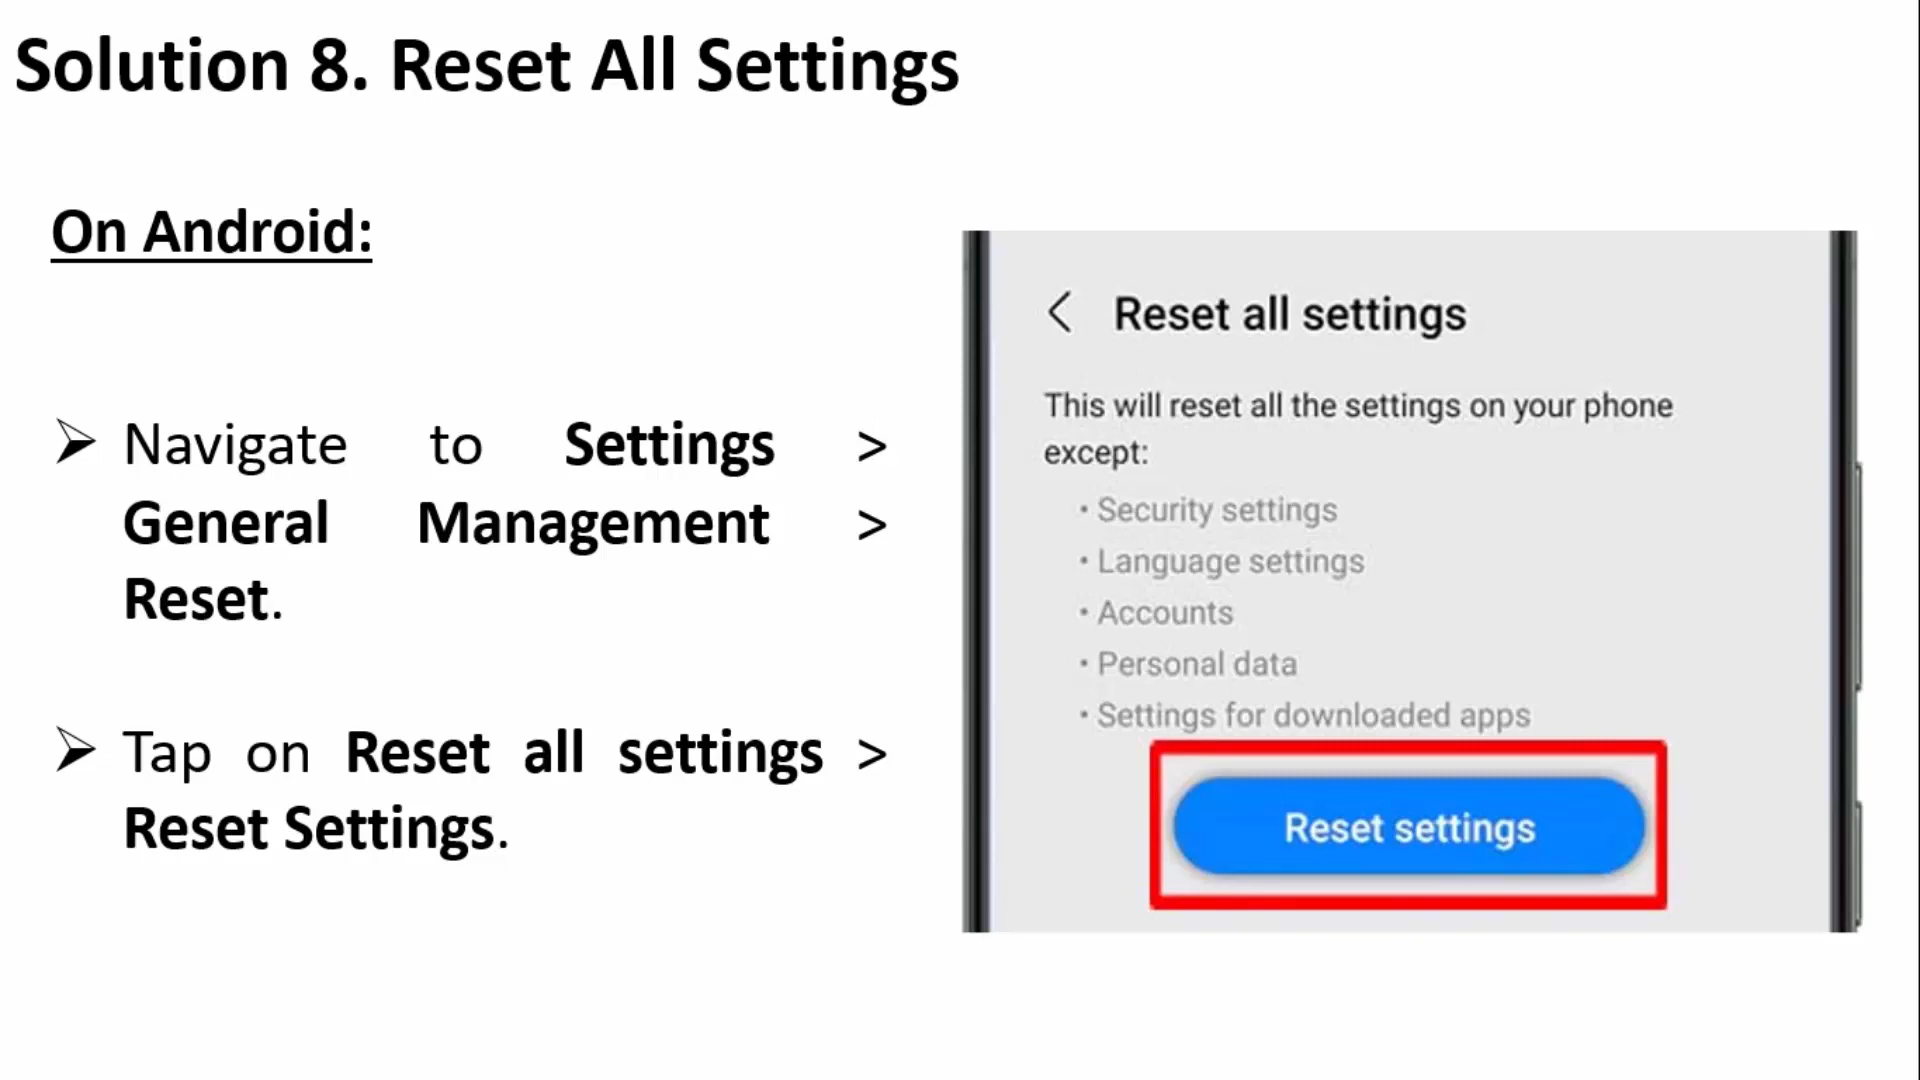 Solution 8. Reset All Settings
On Android:
➢ Navigate to Settings >
General Management >
Reset.
➢ Tap on Reset all settings >
Reset Settings.
Reset all settings
This will reset all the settings on your phone
except:
• Security settings
• Language settings
• Accounts
• Personal data
• Settings for downloaded apps
Reset settings